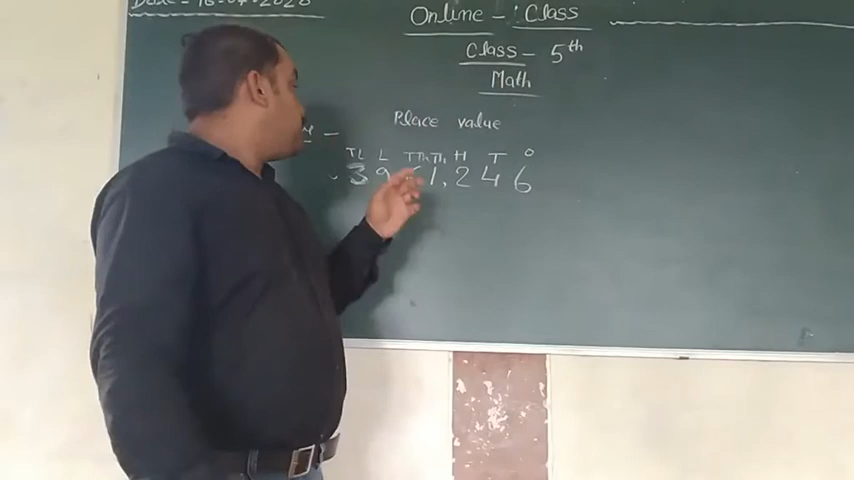 Date - 16-04-2020
Online - Class
Class - 5th
Math
Place value
TL L TTh Th H T O
3 9 1, 2 4 6